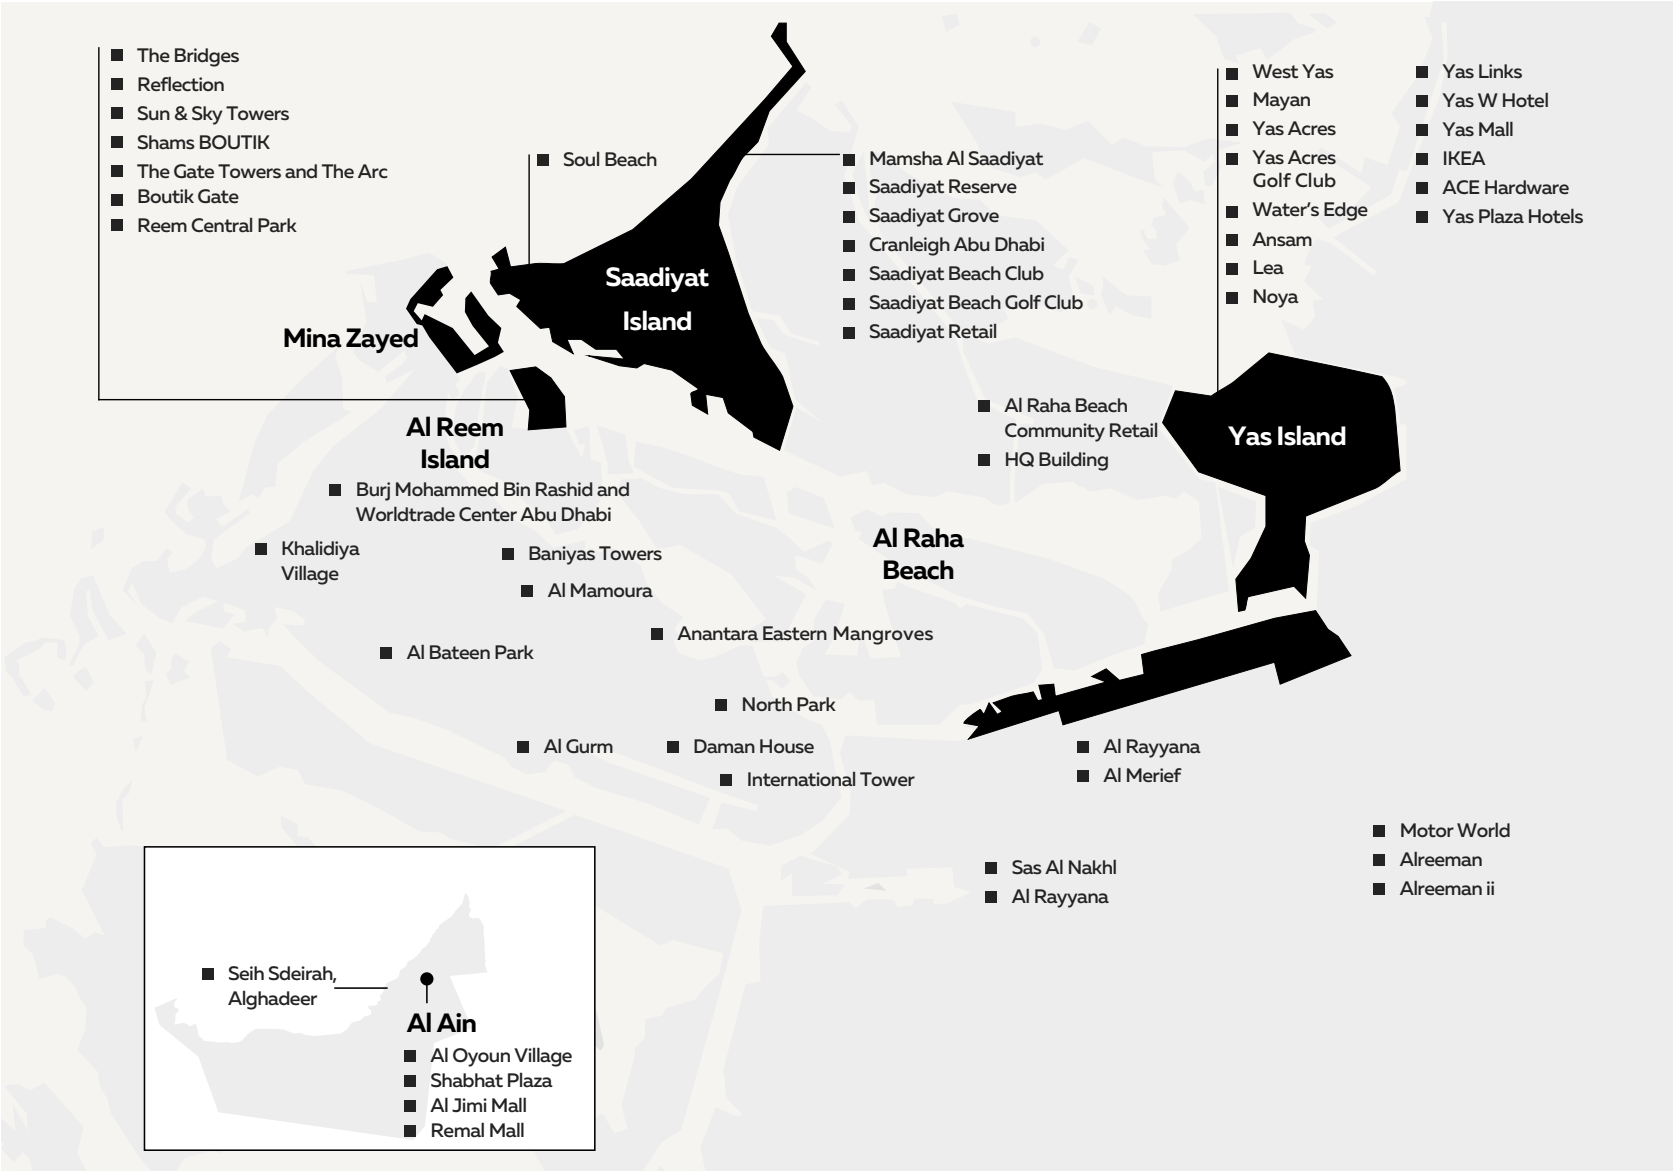 The Bridges
Reflection
Sun & Sky Towers
Shams BOUTIK
The Gate Towers and The Arc
Boutik Gate
Reem Central Park
Soul Beach
Saadiyat
Island
Mamsha Al Saadiyat
Saadiyat Reserve
Saadiyat Grove
Cranleigh Abu Dhabi
Saadiyat Beach Club
Saadiyat Beach Golf Club
Saadiyat Retail
West Yas
Mayan
Yas Acres
Yas Acres
Golf Club
Water’s Edge
Ansam
Lea
Noya
Yas Links
Yas W Hotel
Yas Mall
IKEA
ACE Hardware
Yas Plaza Hotels
Mina Zayed
Al Reem
Island
Al Raha Beach
Community Retail
HQ Building
Yas Island
Burj Mohammed Bin Rashid and
Worldtrade Center Abu Dhabi
Khalidiya
Village
Baniyas Towers
Al Mamoura
Al Raha
Beach
Anantara Eastern Mangroves
Al Bateen Park
North Park
Al Gurm
Daman House
International Tower
Al Rayyana
Al Merief
Motor World
Alreeman
Alreeman ii
Sas Al Nakhl
Al Rayyana
Seih Sdeirah,
Alghadeer
Al Ain
Al Oyoun Village
Shabhat Plaza
Al Jimi Mall
Remal Mall